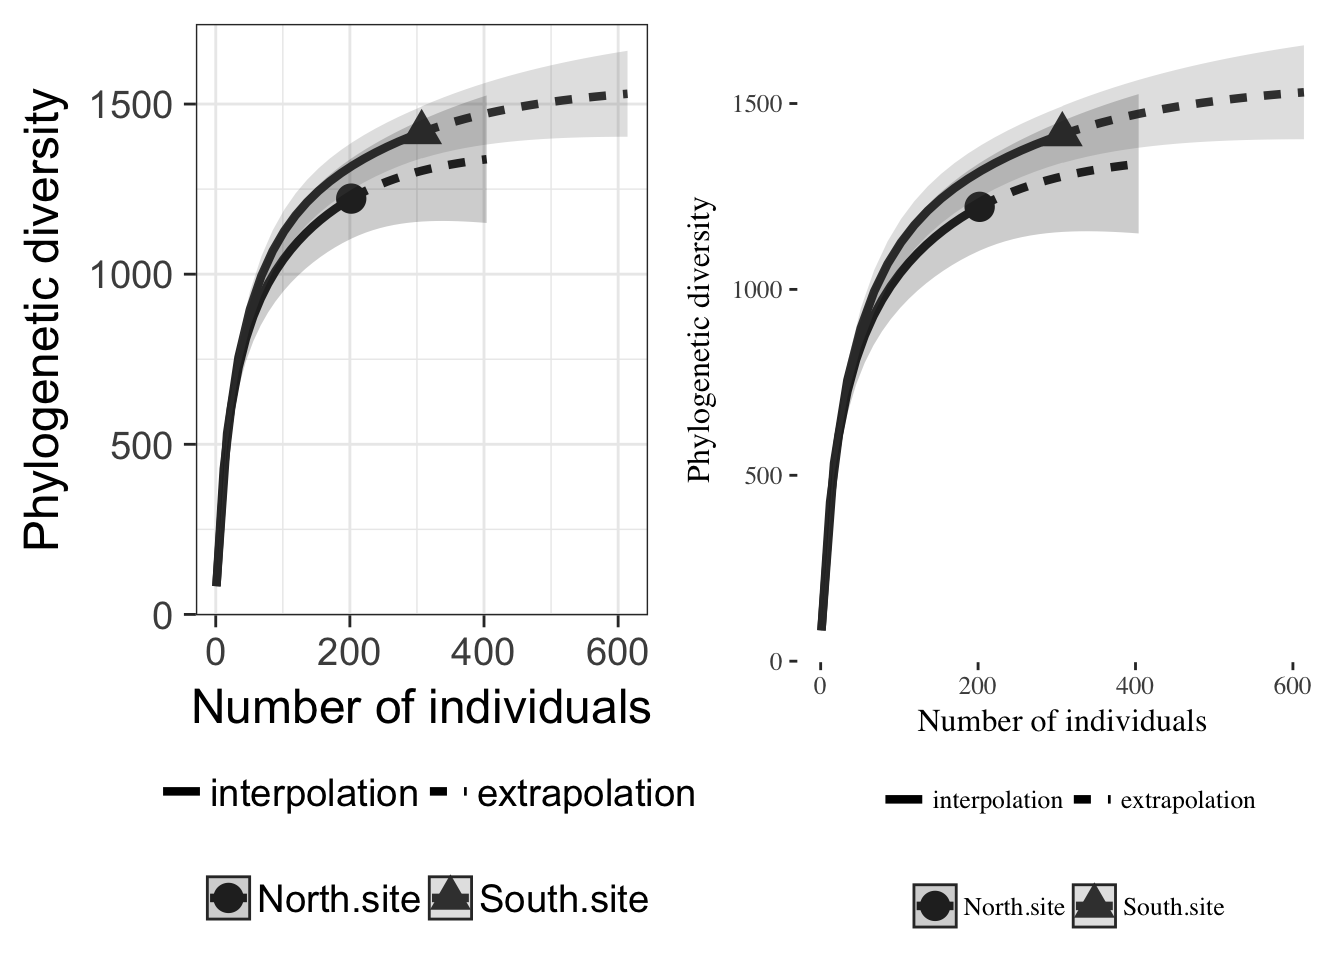 Phylogenetic diversity
1500
1000
500
0
0 200 400 600
Number of individuals
interpolation extrapolation
North.site South.site
Phylogenetic diversity
1500
1000
500
0
0 200 400 600
Number of individuals
interpolation extrapolation
North.site South.site